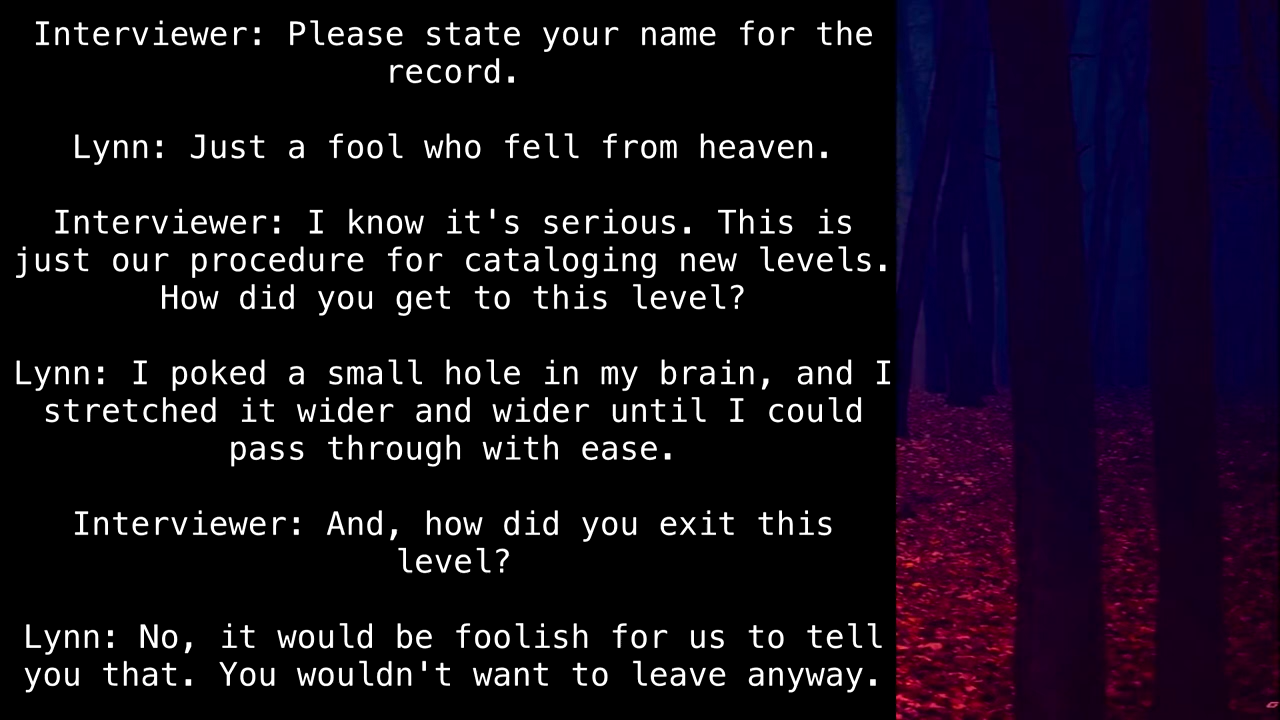 Interviewer: Please state your name for the
record.
Lynn: Just a fool who fell from heaven.
Interviewer: I know it's serious. This is
just our procedure for cataloging new levels.
How did you get to this level?
Lynn: I poked a small hole in my brain, and I
stretched it wider and wider until I could
pass through with ease.
Interviewer: And, how did you exit this
level?
Lynn: No, it would be foolish for us to tell
you that. You wouldn't want to leave anyway.